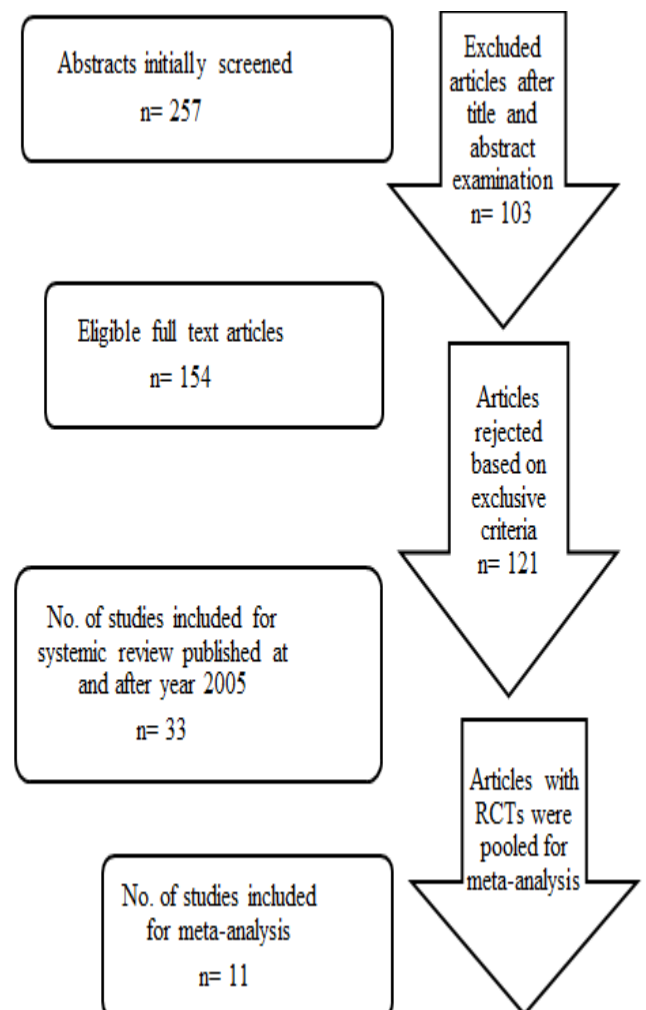 Abstracts initially screened
n= 257
Excluded
articles after
title and
abstract
examination
n= 103
Eligible full text articles
n= 154
Articles
rejected
based on
exclusive
criteria
n= 121
No. of studies included for
systemic review published at
and after year 2005
n= 33
Articles with
RCTs were
pooled for
meta-analysis
No. of studies included
for meta-analysis
n= 11